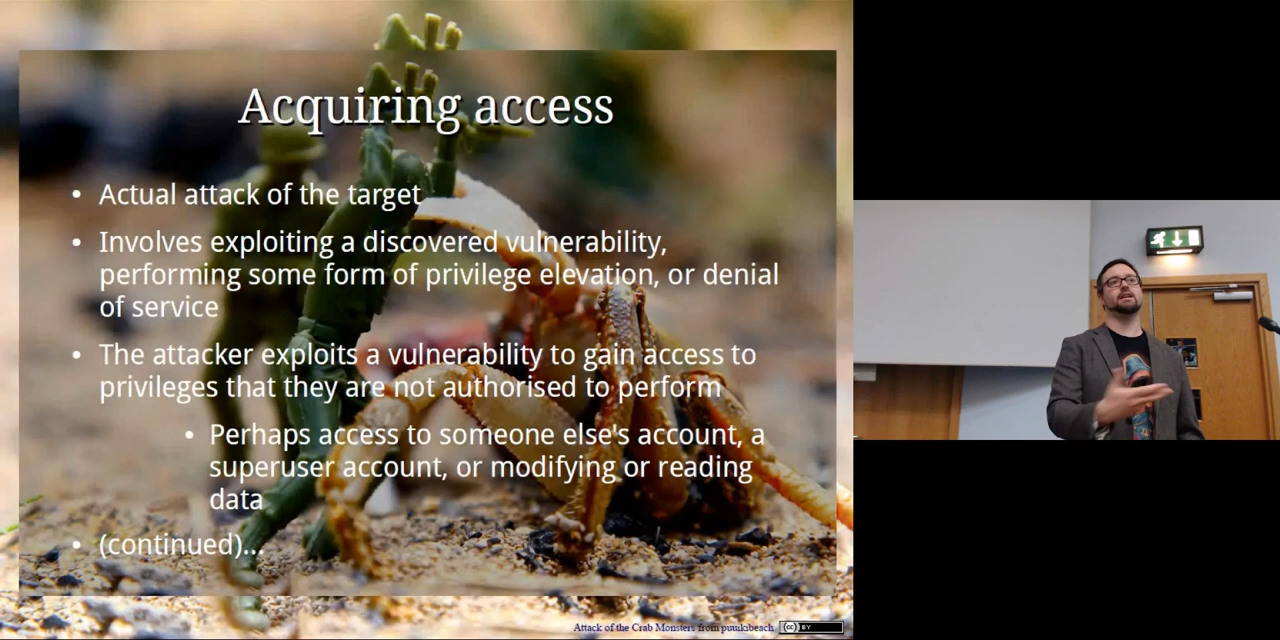 Acquiring access
• Actual attack of the target
• Involves exploiting a discovered vulnerability,
performing some form of privilege elevation, or denial
of service
• The attacker exploits a vulnerability to gain access to
privileges that they are not authorised to perform
• Perhaps access to someone else's account, a
superuser account, or modifying or reading
data
• (continued)...
Attack of the Crab Monsters from puuikibeach
cc BY